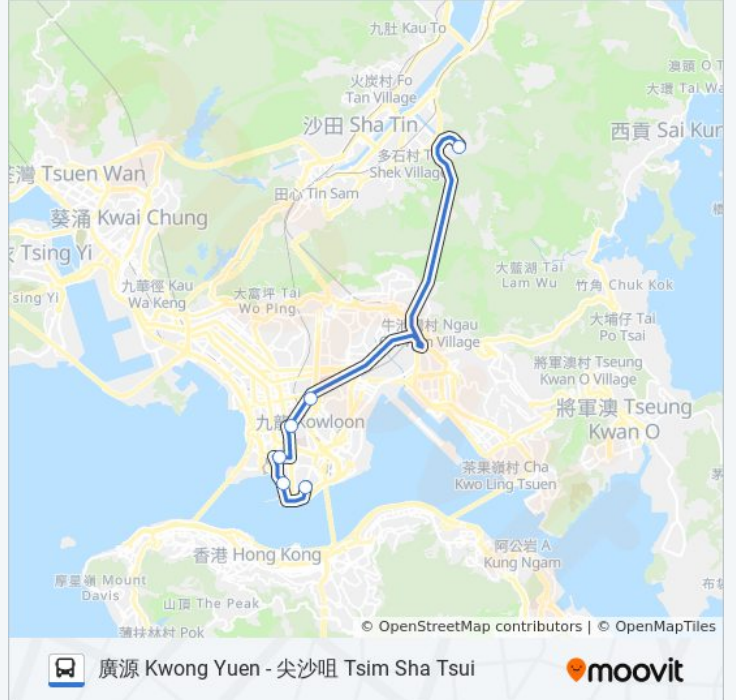 九肚 Kau To
火炭村 Fo
Tan Village
沙田 Sha Tin
澳頭 O T
大環 Tai Wa
西貢 Sai Kun
多石村 T
Shek Village
灣 Tsuen Wan
田心 Tin Sam
葵涌 Kwai Chung
Tsing Yi
大藍湖 Tai
Lam Wu
竹角 Chuk Kok
九華徑 Kau
Wa Keng
sing Yi
大窩坪 Tai
Wo Ping
大埔仔 Tai
Po Tsai
牛池灣村 Ngau
Village
將軍澳村 Tseung
Kwan O Village
將軍澳 Tseung
Kwan O
九龍 Kowloon
茶果嶺村 Cha
Kwo Ling Tsuen
香港 Hong Kong
阿公岩 A
Kung Ngam
摩星嶺 Mount
Davis
山頂 The Peak
薄扶林村 Pok
© OpenStreetMap contributors | © OpenMapTiles
廣源 Kwong Yuen - 尖沙咀 Tsim Sha Tsui
moovit